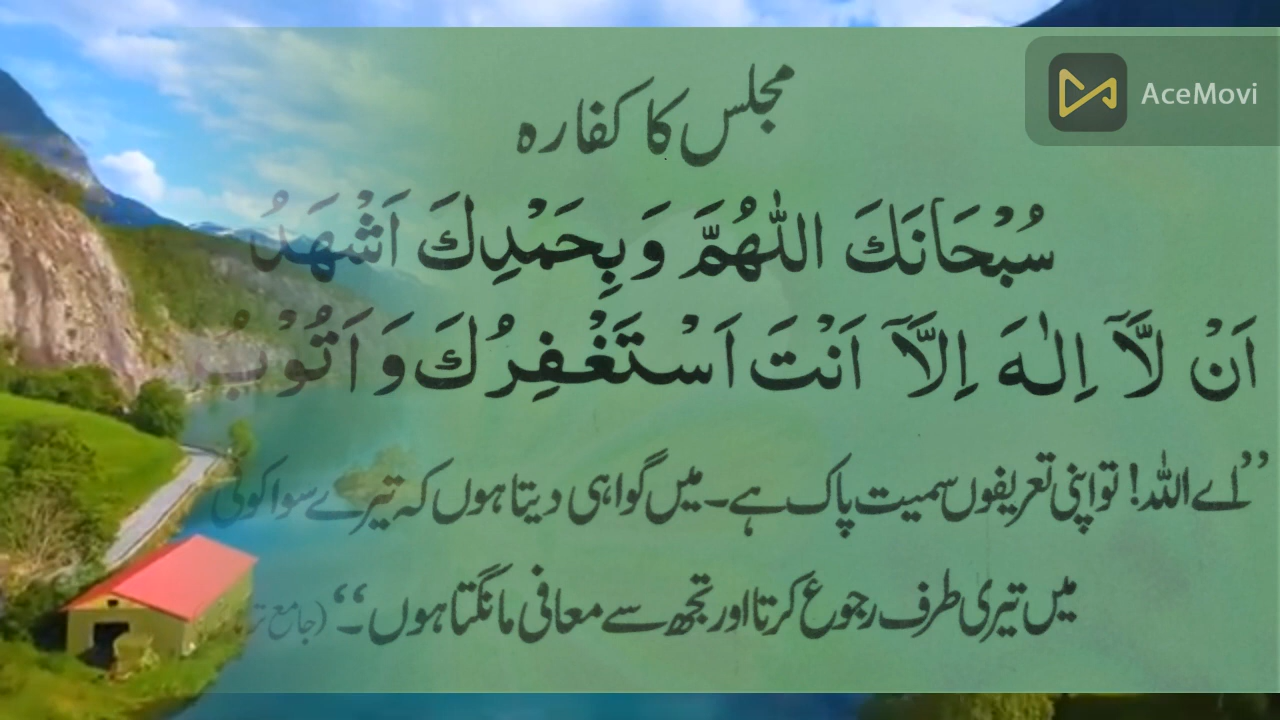 مجلس کا کفارہ
سُبْحَانَكَ اللّٰهُمَّ وَبِحَمْدِكَ اَشْهَدُ
اَنْ لَّآ اِلٰهَ اِلَّآ اَنْتَ اَسْتَغْفِرُكَ وَ اَتُوْبُ
”اے اللہ! تو اپنی تعریفوں سمیت پاک ہے۔ میں گواہی دیتا ہوں کہ تیرے سوا کوئی
میں تیری طرف رجوع کرتا اور تجھ سے معافی مانگتا ہوں۔“ (جامع
AceMovi